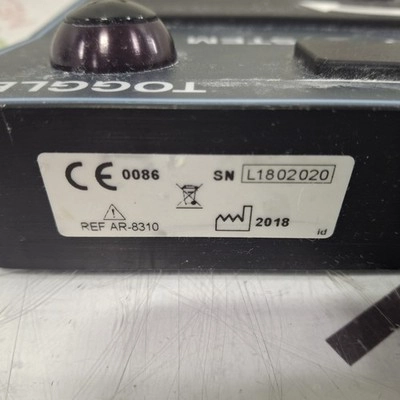 TOGGLE
CE 0086
SN L1802020
REF AR-8310
2018
id